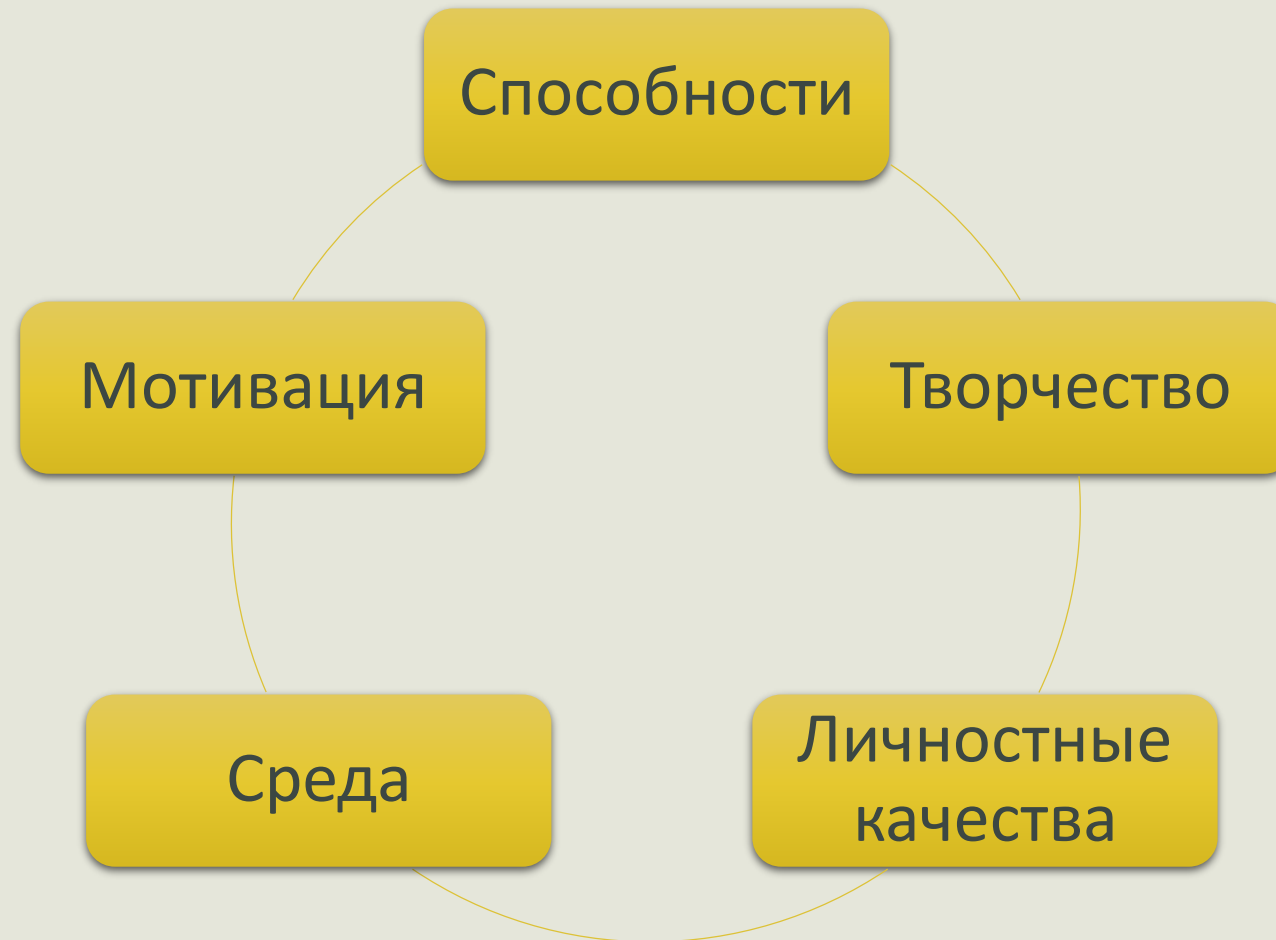 Способности
Мотивация
Творчество
Среда
Личностные
качества